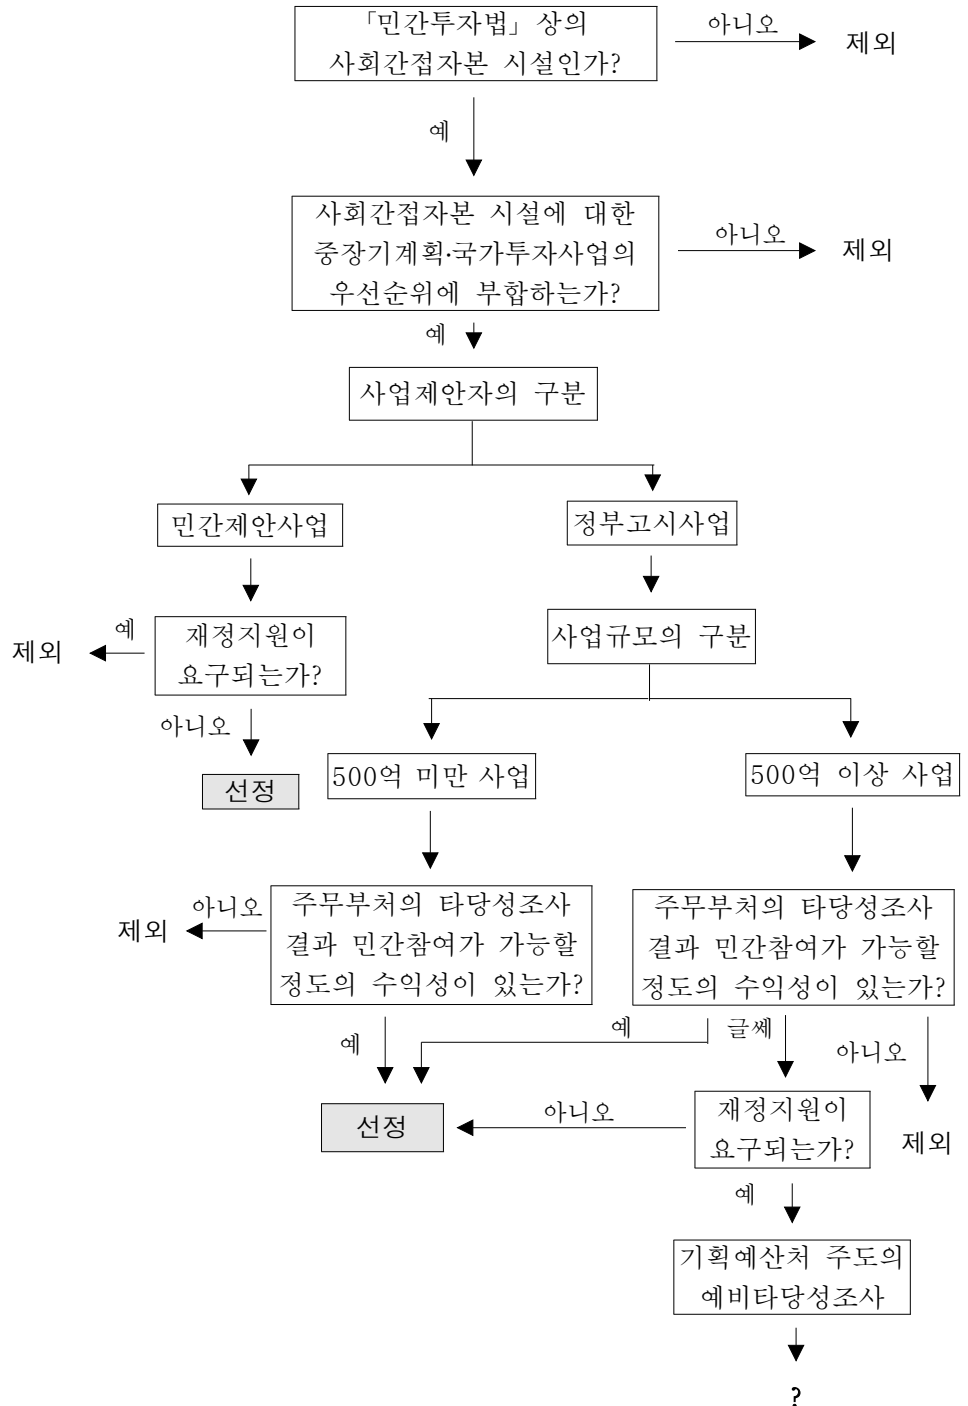 「민간투자법」상의
사회간접자본 시설인가?
아니오
제외
예
사회간접자본 시설에 대한
중장기계획·국가투자사업의
우선순위에 부합하는가?
아니오
제외
예
사업제안자의 구분
민간제안사업
정부고시사업
재정지원이
요구되는가?
예
제외
아니오
선정
사업규모의 구분
500억 미만 사업
500억 이상 사업
주무부처의 타당성조사
결과 민간참여가 가능할
정도의 수익성이 있는가?
아니오
제외
예
주무부처의 타당성조사
결과 민간참여가 가능할
정도의 수익성이 있는가?
예
글쎄
아니오
제외
선정
재정지원이
요구되는가?
아니오
예
기획예산처 주도의
예비타당성조사
?